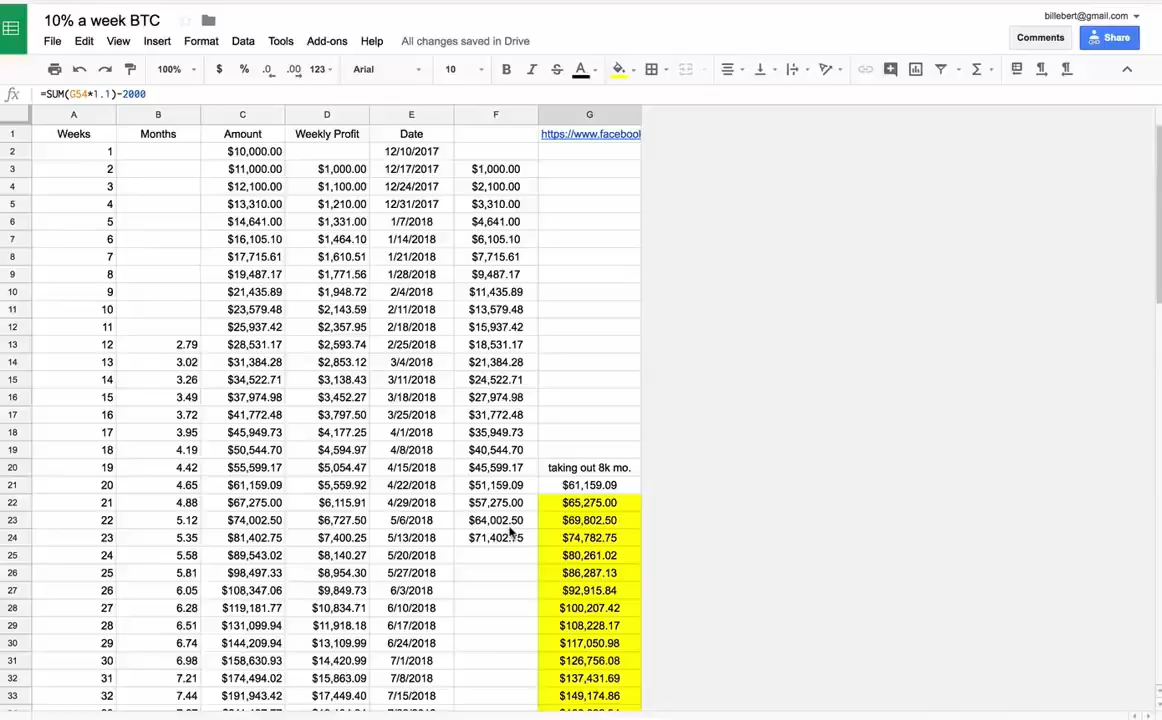 10% a week BTC
billebert@gmail.com
File Edit View Insert Format Data Tools Add-ons Help All changes saved in Drive
Comments Share
100% $ % .0 .00 123 Arial 10 B I S A
fx =SUM(G54*1.1)-2000
A B C D E F G
1 Weeks Months Amount Weekly Profit Date https://www.facebook
2 1 $10,000.00 12/10/2017
3 2 $11,000.00 $1,000.00 12/17/2017 $1,000.00
4 3 $12,100.00 $1,100.00 12/24/2017 $2,100.00
5 4 $13,310.00 $1,210.00 12/31/2017 $3,310.00
6 5 $14,641.00 $1,331.00 1/7/2018 $4,641.00
7 6 $16,105.10 $1,464.10 1/14/2018 $6,105.10
8 7 $17,715.61 $1,610.51 1/21/2018 $7,715.61
9 8 $19,487.17 $1,771.56 1/28/2018 $9,487.17
10 9 $21,435.89 $1,948.72 2/4/2018 $11,435.89
11 10 $23,579.48 $2,143.59 2/11/2018 $13,579.48
12 11 $25,937.42 $2,357.95 2/18/2018 $15,937.42
13 12 2.79 $28,531.17 $2,593.74 2/25/2018 $18,531.17
14 13 3.02 $31,384.28 $2,853.12 3/4/2018 $21,384.28
15 14 3.26 $34,522.71 $3,138.43 3/11/2018 $24,522.71
16 15 3.49 $37,974.98 $3,452.27 3/18/2018 $27,974.98
17 16 3.72 $41,772.48 $3,797.50 3/25/2018 $31,772.48
18 17 3.95 $45,949.73 $4,177.25 4/1/2018 $35,949.73
19 18 4.19 $50,544.70 $4,594.97 4/8/2018 $40,544.70
20 19 4.42 $55,599.17 $5,054.47 4/15/2018 $45,599.17 taking out 8k mo.
21 20 4.65 $61,159.09 $5,559.92 4/22/2018 $51,159.09 $61,159.09
22 21 4.88 $67,275.00 $6,115.91 4/29/2018 $57,275.00 $65,275.00
23 22 5.12 $74,002.50 $6,727.50 5/6/2018 $64,002.50 $69,802.50
24 23 5.35 $81,402.75 $7,400.25 5/13/2018 $71,402.75 $74,782.75
25 24 5.58 $89,543.02 $8,140.27 5/20/2018 $80,261.02
26 25 5.81 $98,497.33 $8,954.30 5/27/2018 $86,287.13
27 26 6.05 $108,347.06 $9,849.73 6/3/2018 $92,915.84
28 27 6.28 $119,181.77 $10,834.71 6/10/2018 $100,207.42
29 28 6.51 $131,099.94 $11,918.18 6/17/2018 $108,228.17
30 29 6.74 $144,209.94 $13,109.99 6/24/2018 $117,050.98
31 30 6.98 $158,630.93 $14,420.99 7/1/2018 $126,756.08
32 31 7.21 $174,494.02 $15,863.09 7/8/2018 $137,431.69
33 32 7.44 $191,943.42 $17,449.40 7/15/2018 $149,174.86